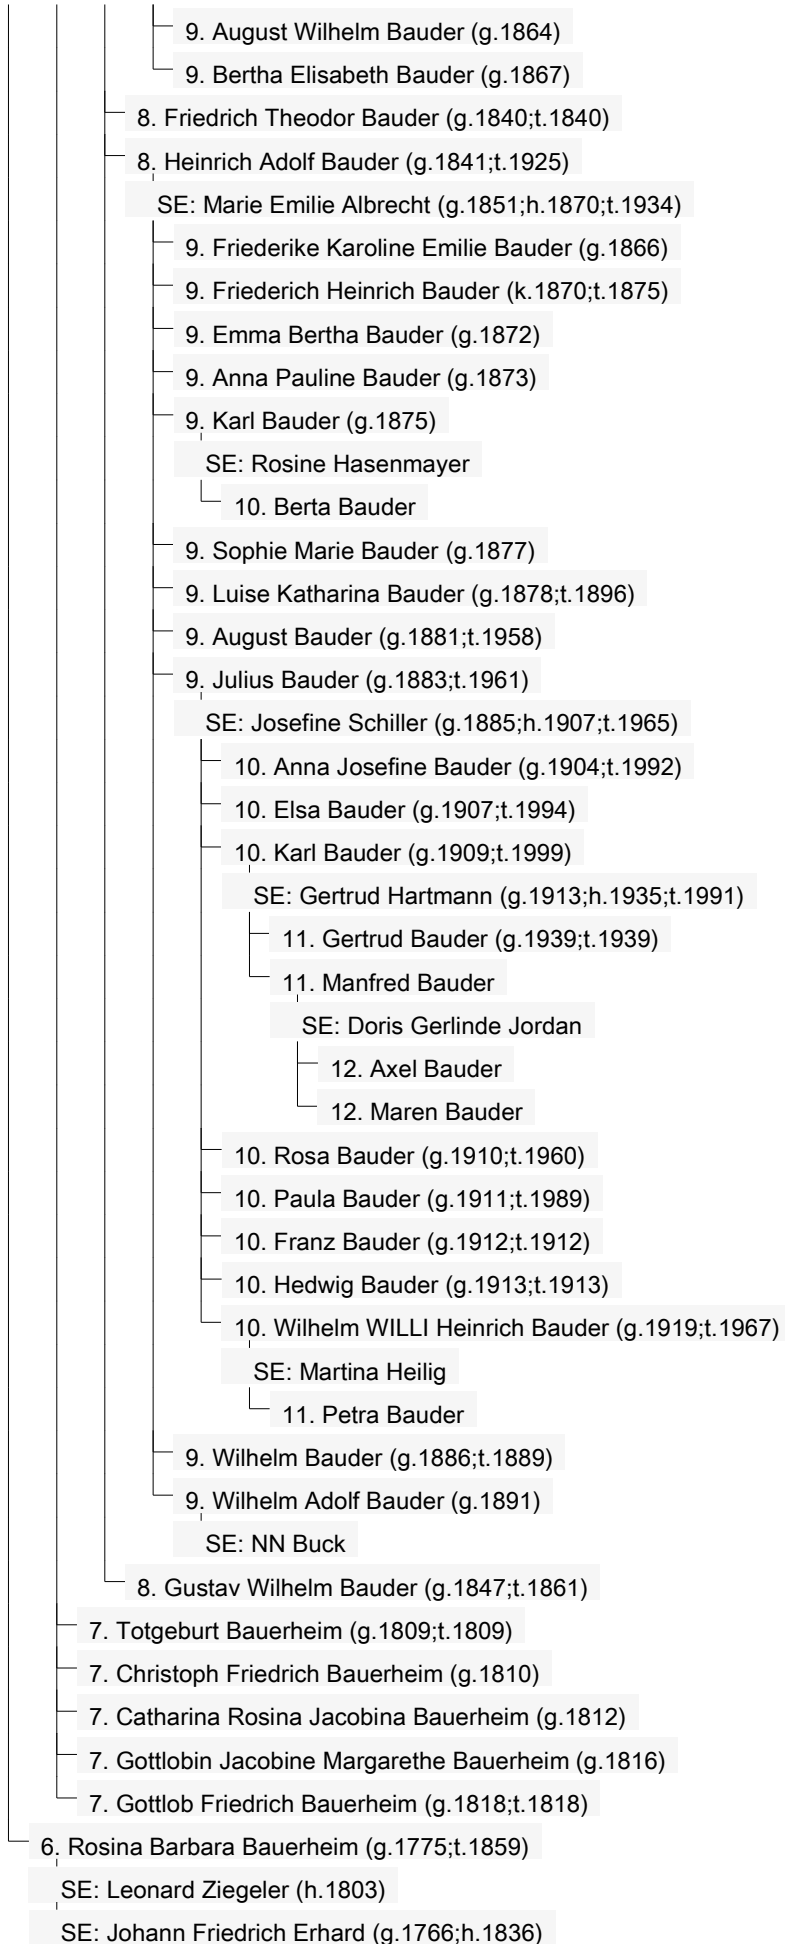 9. August Wilhelm Bauder (g.1864)
9. Bertha Elisabeth Bauder (g.1867)
8. Friedrich Theodor Bauder (g.1840;t.1840)
8. Heinrich Adolf Bauder (g.1841;t.1925)
SE: Marie Emilie Albrecht (g.1851;h.1870;t.1934)
9. Friederike Karoline Emilie Bauder (g.1866)
9. Friederich Heinrich Bauder (k.1870;t.1875)
9. Emma Bertha Bauder (g.1872)
9. Anna Pauline Bauder (g.1873)
9. Karl Bauder (g.1875)
SE: Rosine Hasenmayer
10. Berta Bauder
9. Sophie Marie Bauder (g.1877)
9. Luise Katharina Bauder (g.1878;t.1896)
9. August Bauder (g.1881;t.1958)
9. Julius Bauder (g.1883;t.1961)
SE: Josefine Schiller (g.1885;h.1907;t.1965)
10. Anna Josefine Bauder (g.1904;t.1992)
10. Elsa Bauder (g.1907;t.1994)
10. Karl Bauder (g.1909;t.1999)
SE: Gertrud Hartmann (g.1913;h.1935;t.1991)
11. Gertrud Bauder (g.1939;t.1939)
11. Manfred Bauder
SE: Doris Gerlinde Jordan
12. Axel Bauder
12. Maren Bauder
10. Rosa Bauder (g.1910;t.1960)
10. Paula Bauder (g.1911;t.1989)
10. Franz Bauder (g.1912;t.1912)
10. Hedwig Bauder (g.1913;t.1913)
10. Wilhelm WILLI Heinrich Bauder (g.1919;t.1967)
SE: Martina Heilig
11. Petra Bauder
9. Wilhelm Bauder (g.1886;t.1889)
9. Wilhelm Adolf Bauder (g.1891)
SE: NN Buck
8. Gustav Wilhelm Bauder (g.1847;t.1861)
7. Totgeburt Bauerheim (g.1809;t.1809)
7. Christoph Friedrich Bauerheim (g.1810)
7. Catharina Rosina Jacobina Bauerheim (g.1812)
7. Gottlobin Jacobine Margarethe Bauerheim (g.1816)
7. Gottlob Friedrich Bauerheim (g.1818;t.1818)
6. Rosina Barbara Bauerheim (g.1775;t.1859)
SE: Leonard Ziegeler (h.1803)
SE: Johann Friedrich Erhard (g.1766;h.1836)